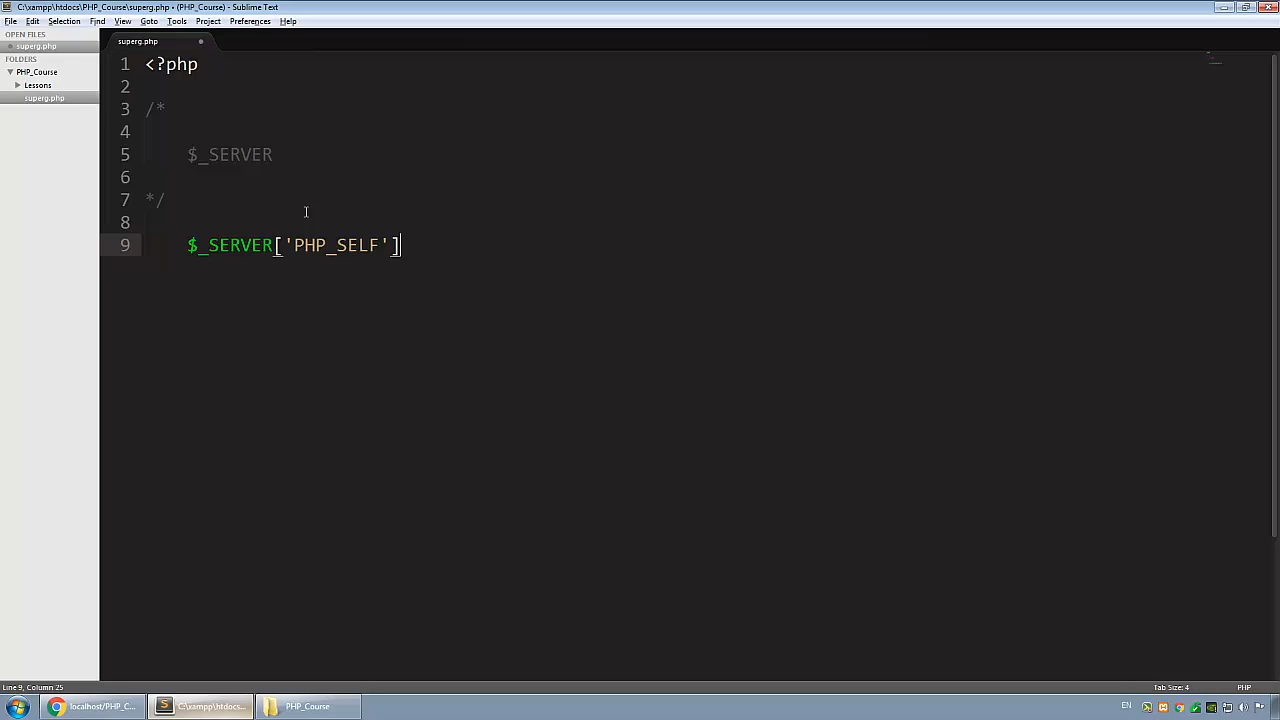 C:\xampp\htdocs\PHP_Course\superg.php • (PHP_Course) - Sublime Text
File Edit Selection Find View Goto Tools Project Preferences Help
OPEN FILES
superg.php
FOLDERS
PHP_Course
Lessons
superg.php
superg.php
1 <?php
2
3 /*
4
5 $_SERVER
6
7 */
8
9 $_SERVER['PHP_SELF']
Line 9, Column 25
Tab Size: 4
PHP
localhost/PHP_C...
C:\xampp\htdocs...
PHP_Course
EN